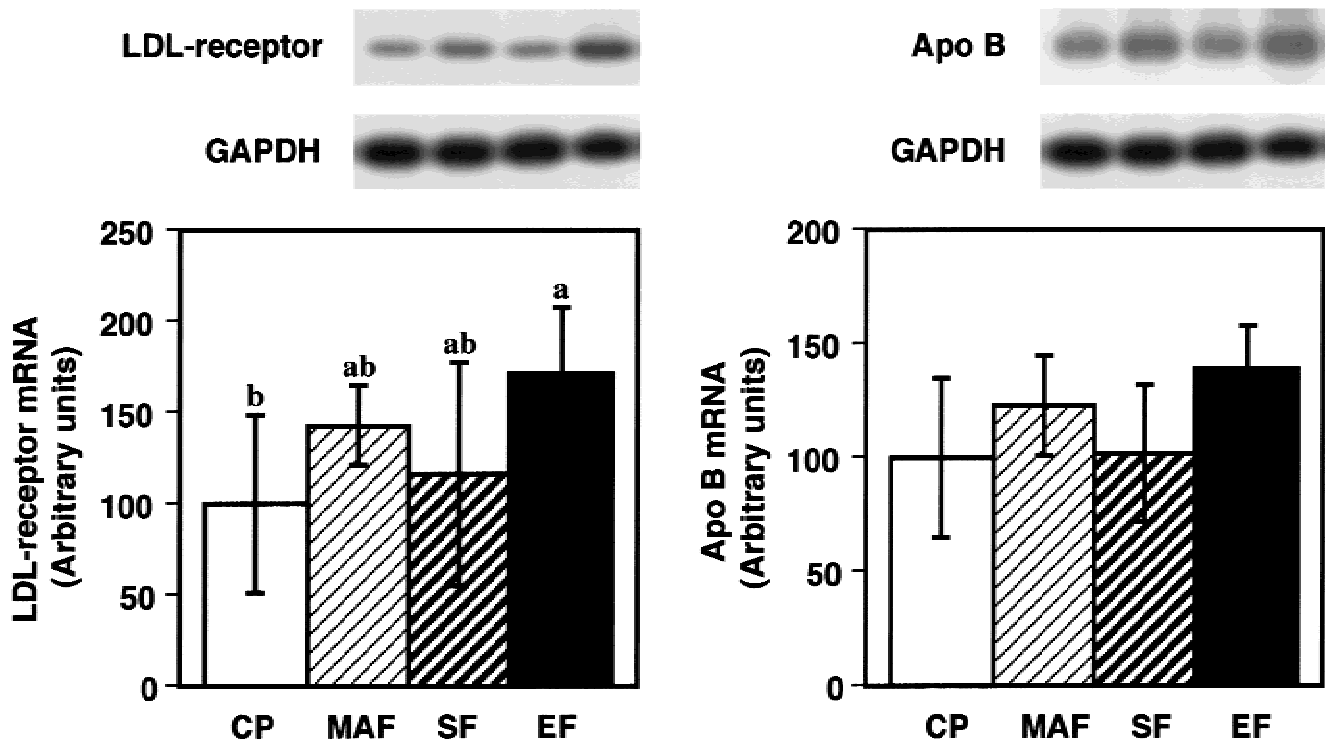 LDL-receptor
GAPDH
250
200
150
100
50
0
LDL-receptor mRNA
(Arbitrary units)
b
ab
ab
a
CP MAF SF EF
Apo B
GAPDH
200
150
100
50
0
Apo B mRNA
(Arbitrary units)
CP MAF SF EF